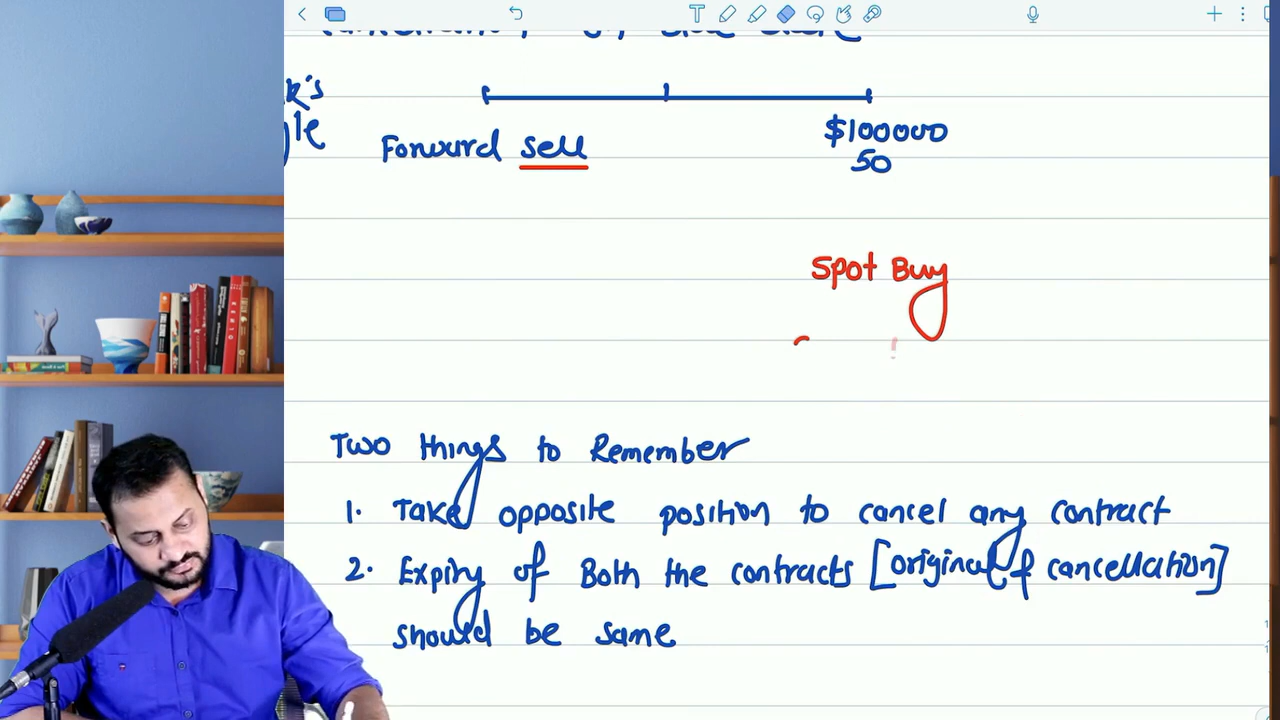 k's
Forward sell
$100000
50
Spot Buy
Two things to Remember
1. Take opposite position to cancel any contract
2. Expiry of Both the contracts [original & cancellation]
should be same